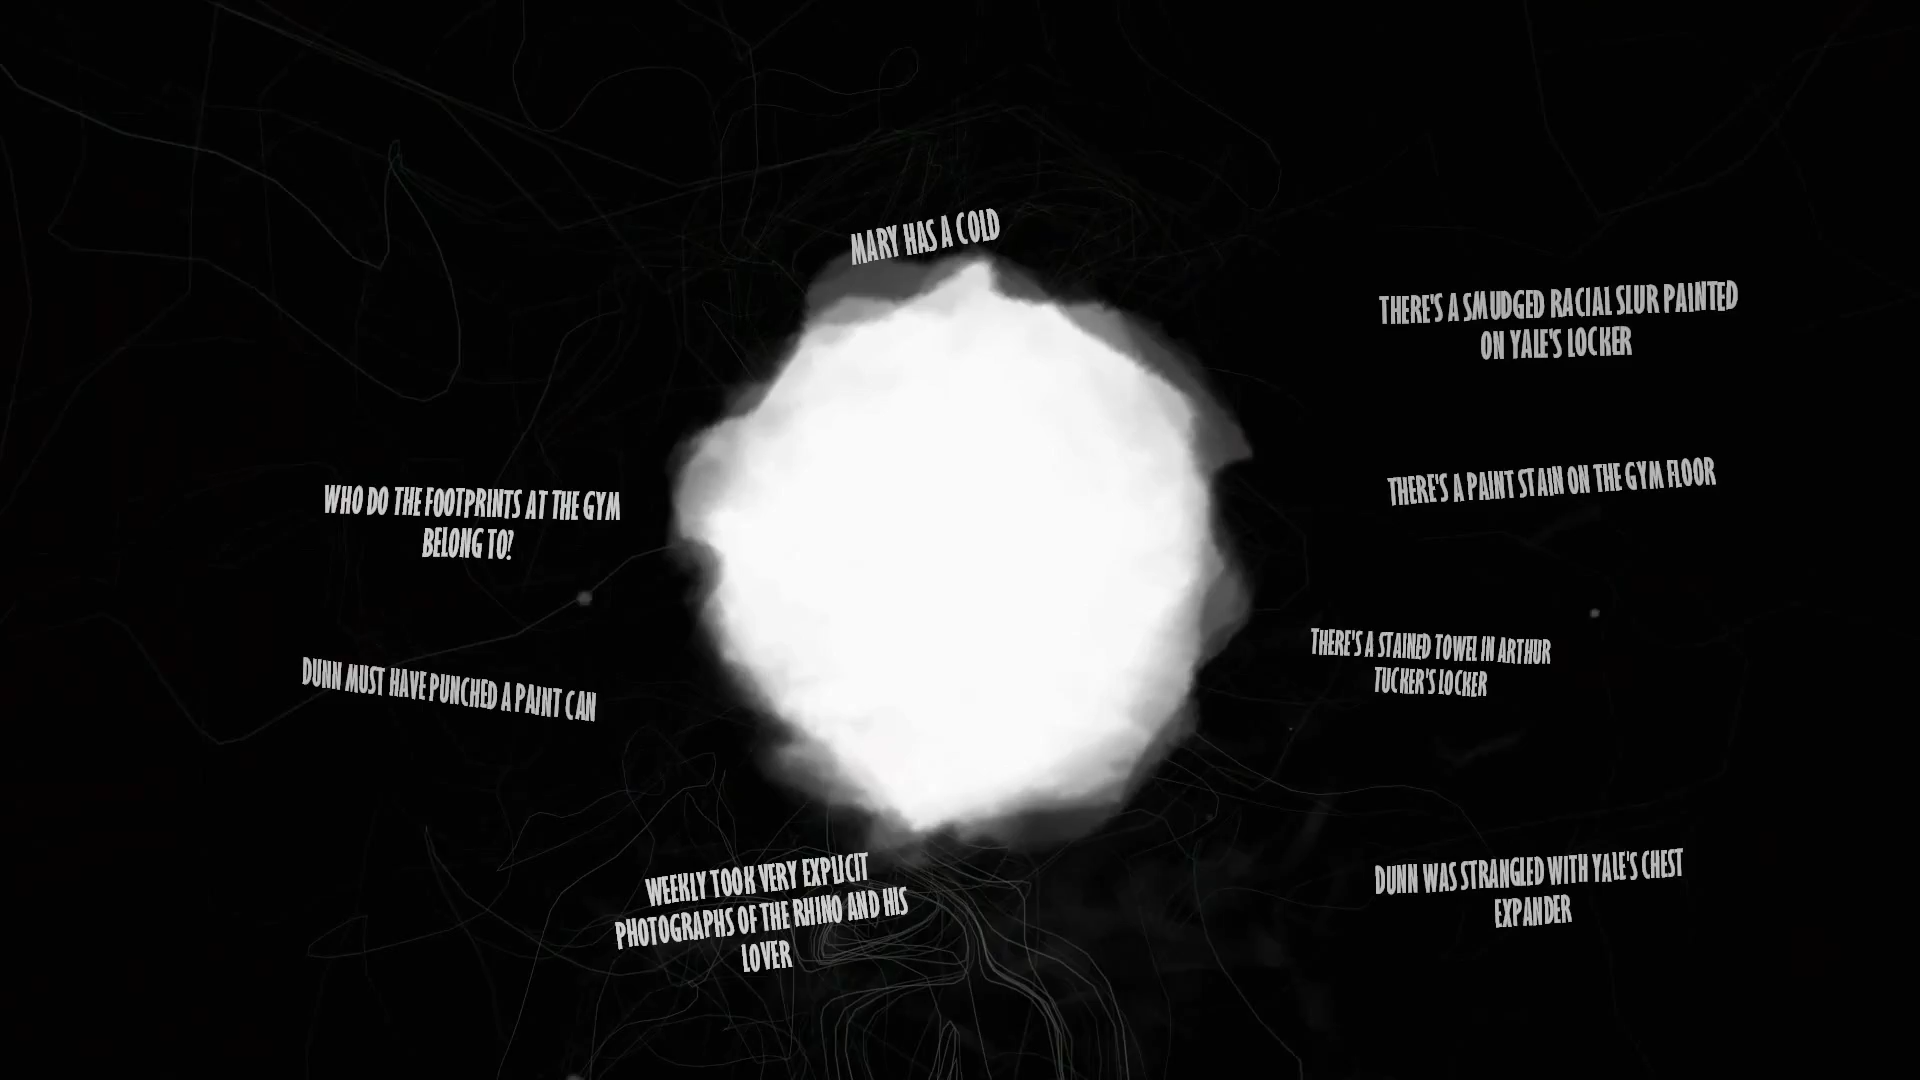 MARY HAS A COLD
THERE'S A SMUDGED RACIAL SLUR PAINTED
ON YALE'S LOCKER
THERE'S A PAINT STAIN ON THE GYM FLOOR
WHO DO THE FOOTPRINTS AT THE GYM
BELONG TO?
THERE'S A STAINED TOWEL IN ARTHUR
TUCKER'S LOCKER
DUNN MUST HAVE PUNCHED A PAINT CAN
WEEKLY TOOK VERY EXPLICIT
PHOTOGRAPHS OF THE RHINO AND HIS
LOVER
DUNN WAS STRANGLED WITH YALE'S CHEST
EXPANDER